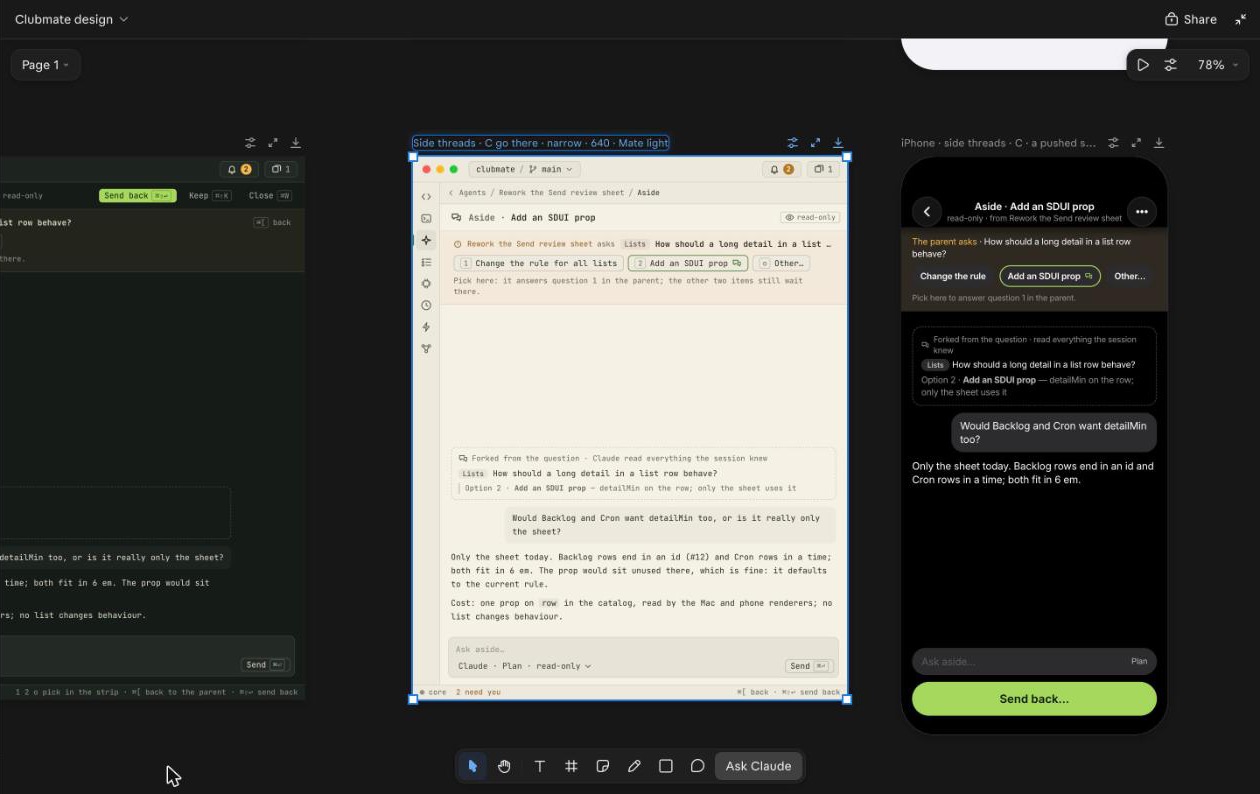 Clubmate design
Share
Page 1
78%
2
1
read-only
Send back ⌘⇧↵
Keep ⌘⇧K
Close ⌘W
ist row behave?
⌘[ back
there.
detailMin too, or is it really only the sheet?
time; both fit in 6 em. The prop would sit
rs; no list changes behaviour.
Send ⌘↵
1 2 o pick in the strip · ⌘[ back to the parent · ⌘⇧↵ send back
Side threads · C go there · narrow · 640 · Mate light
clubmate / main
2
1
Agents / Rework the Send review sheet / Aside
Aside · Add an SDUI prop
read-only
Rework the Send review sheet asks Lists How should a long detail in a list …
1 Change the rule for all lists
2 Add an SDUI prop
o Other…
Pick here: it answers question 1 in the parent; the other two items still wait
there.
Forked from the question · Claude read everything the session knew
Lists How should a long detail in a list row behave?
Option 2 · Add an SDUI prop — detailMin on the row; only the sheet uses it
Would Backlog and Cron want detailMin too, or is it really only
the sheet?
Only the sheet today. Backlog rows end in an id (#12) and Cron rows in a time;
both fit in 6 em. The prop would sit unused there, which is fine: it defaults
to the current rule.
Cost: one prop on row in the catalog, read by the Mac and phone renderers; no
list changes behaviour.
Ask aside…
Claude · Plan · read-only
Send ⌘↵
core
2 need you
⌘[ back · ⌘⇧↵ send back
iPhone · side threads · C · a pushed s...
Aside · Add an SDUI prop
read-only · from Rework the Send review sheet
The parent asks · How should a long detail in a list row
behave?
Change the rule
Add an SDUI prop
Other...
Pick here to answer question 1 in the parent.
Forked from the question · read everything the session
knew
Lists How should a long detail in a list row behave?
Option 2 · Add an SDUI prop — detailMin on the row;
only the sheet uses it
Would Backlog and Cron want detailMin
too?
Only the sheet today. Backlog rows end in an id and
Cron rows in a time; both fit in 6 em.
Ask aside...
Plan
Send back...
Ask Claude